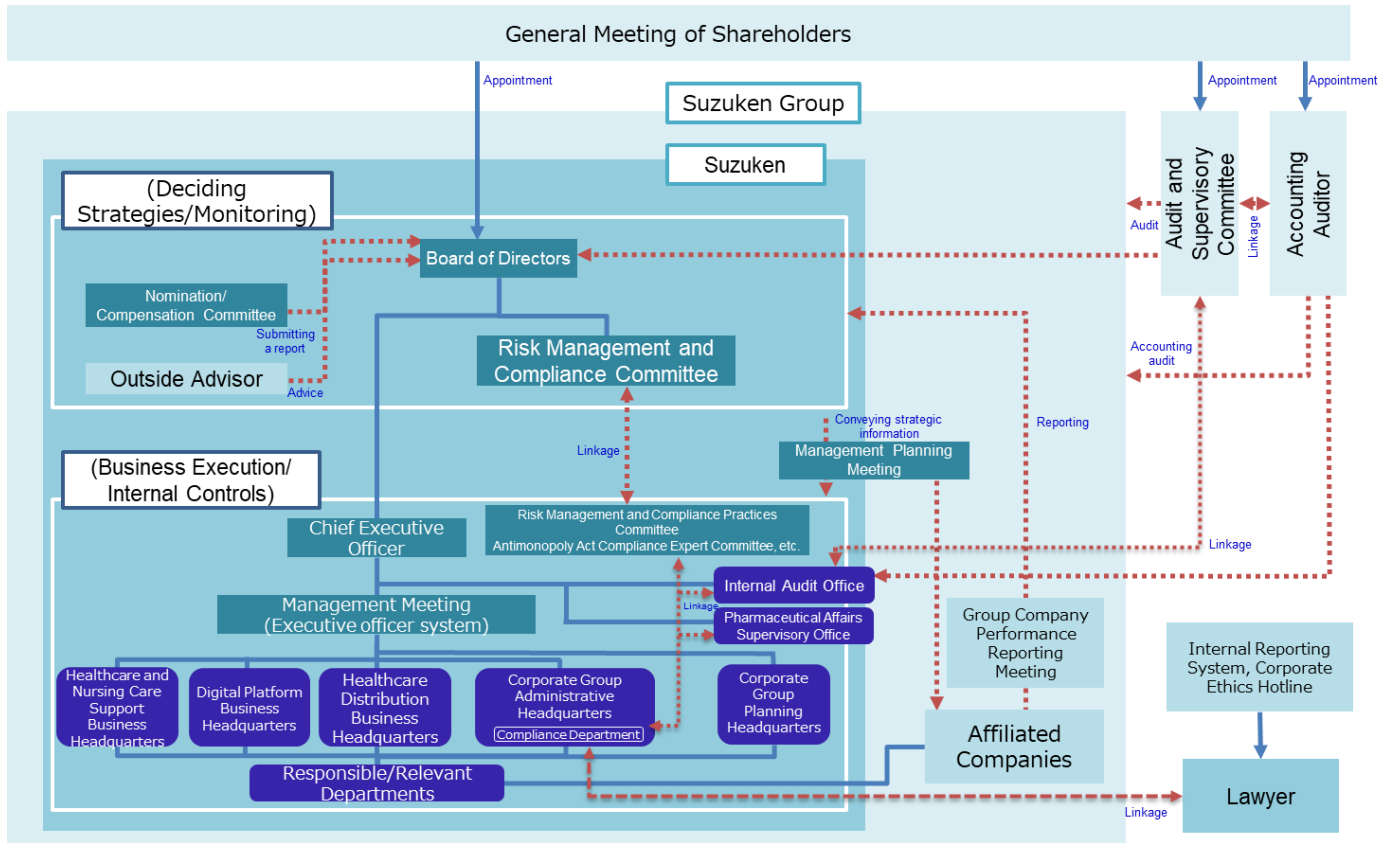 General Meeting of Shareholders
Appointment
Appointment
Appointment
Suzuken Group
Suzuken
Audit and
Supervisory
Committee
Accounting
Auditor
(Deciding
Strategies/Monitoring)
Board of Directors
Audit
Linkage
Nomination/
Compensation Committee
Submitting
a report
Outside Advisor
Advice
Risk Management and
Compliance Committee
Accounting
audit
Linkage
Conveying strategic
information
Reporting
Management Planning
Meeting
(Business Execution/
Internal Controls)
Chief Executive
Officer
Risk Management and Compliance Practices
Committee
Antimonopoly Act Compliance Expert Committee, etc.
Linkage
Internal Audit Office
Linkage
Pharmaceutical Affairs
Supervisory Office
Management Meeting
(Executive officer system)
Group Company
Performance
Reporting
Meeting
Internal Reporting
System, Corporate
Ethics Hotline
Healthcare and
Nursing Care
Support
Business
Headquarters
Digital Platform
Business
Headquarters
Healthcare
Distribution
Business
Headquarters
Corporate Group
Administrative
Headquarters
Compliance Department
Corporate
Group
Planning
Headquarters
Affiliated
Companies
Responsible/Relevant
Departments
Linkage
Lawyer